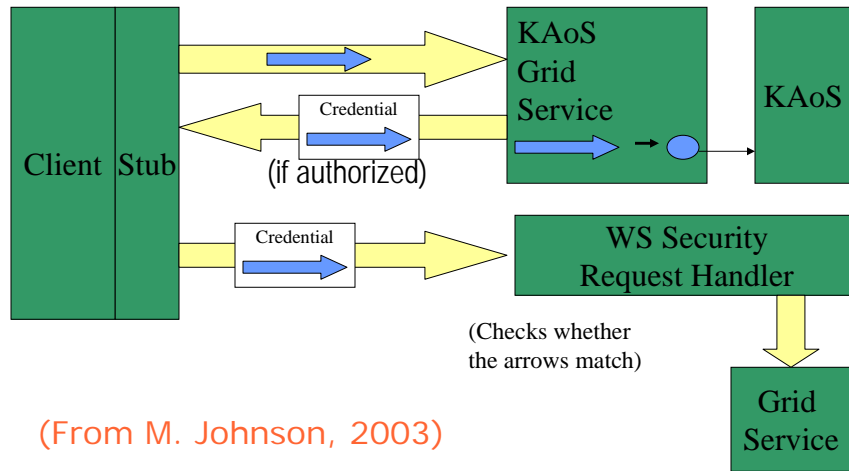 Client
Stub
KAoS
Grid
Service
KAoS
Credential
(if authorized)
Credential
WS Security
Request Handler
(Checks whether
the arrows match)
Grid
Service
(From M. Johnson, 2003)